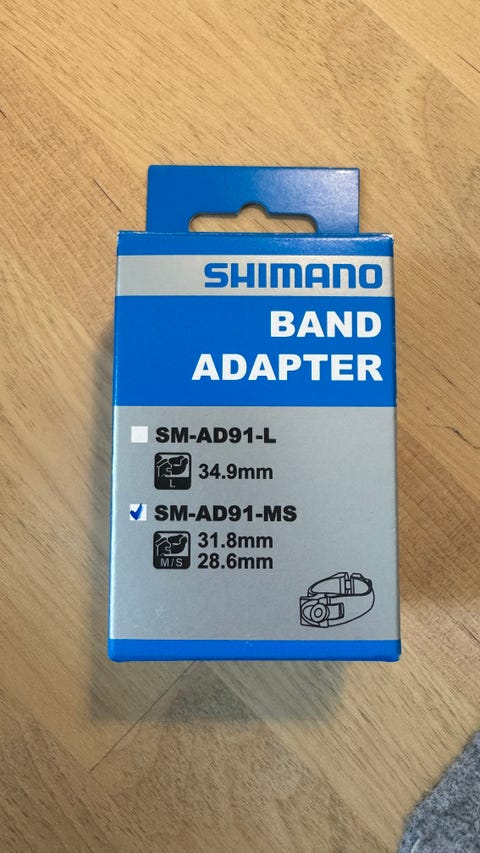 SHIMANO
BAND
ADAPTER
SM-AD91-L
L
34.9mm
SM-AD91-MS
M/S
31.8mm
28.6mm